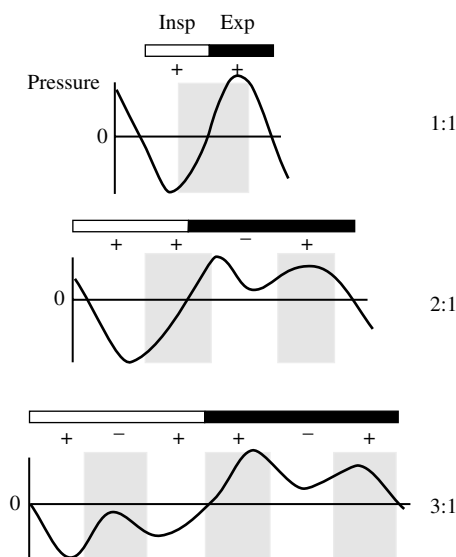 Insp Exp
+ +
Pressure
0
1:1
+ + − +
0
2:1
+ − + + − +
0
3:1